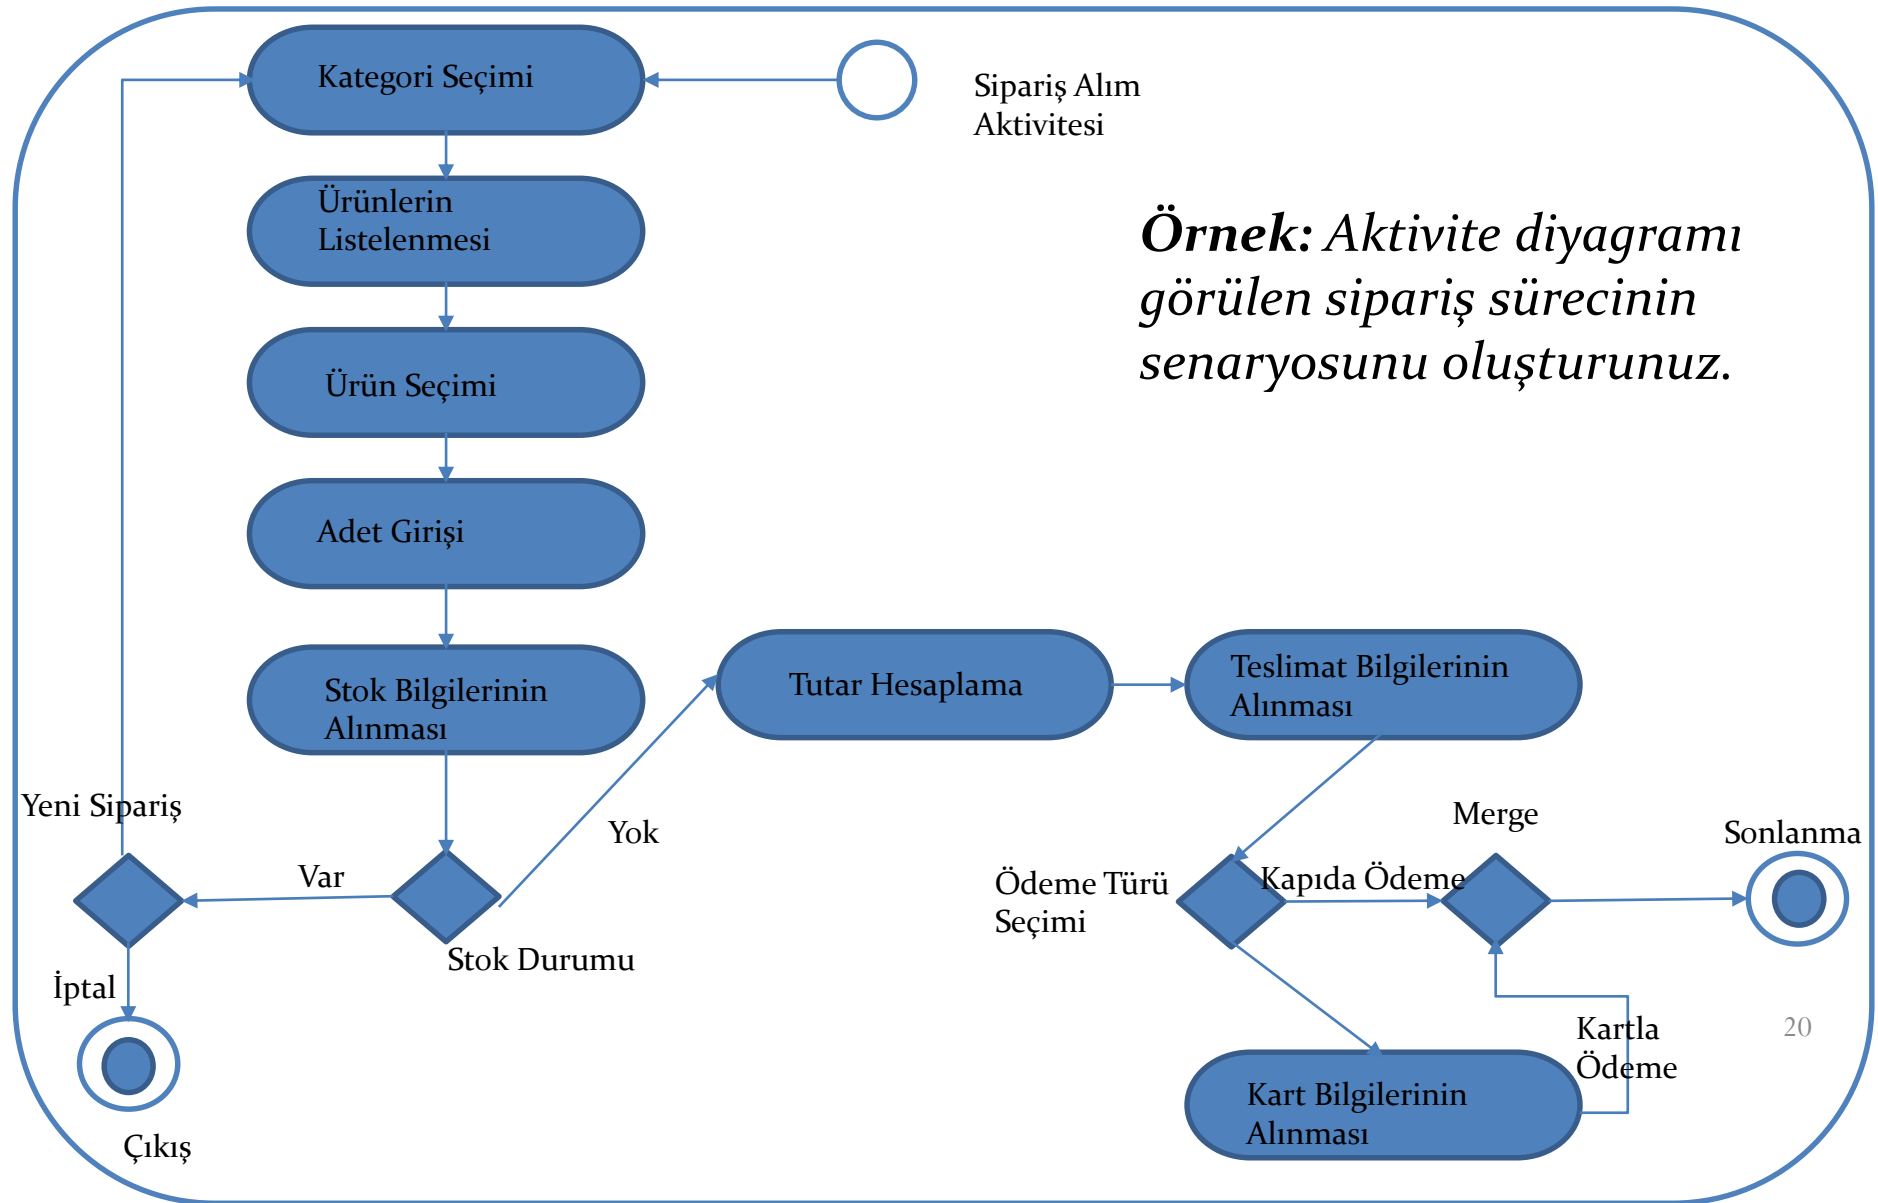 Kategori Seçimi
Sipariş Alım
Aktivitesi
Ürünlerin
Listelenmesi
Örnek: Aktivite diyagramı
görülen sipariş sürecinin
senaryosunu oluşturunuz.
Ürün Seçimi
Adet Girişi
Stok Bilgilerinin
Alınması
Tutar Hesaplama
Teslimat Bilgilerinin
Alınması
Yeni Sipariş
Yok
Merge
Sonlanma
Var
Ödeme Türü
Seçimi
Kapıda Ödeme
Stok Durumu
İptal
Kartla
Ödeme
20
Kart Bilgilerinin
Alınması
Çıkış